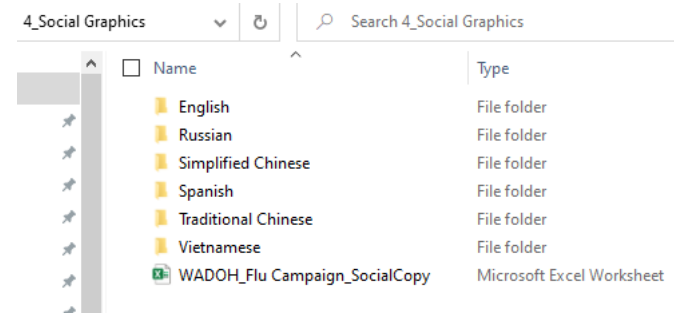 4_Social Graphics Search 4_Social Graphics
Name Type
English File folder
Russian File folder
Simplified Chinese File folder
Spanish File folder
Traditional Chinese File folder
Vietnamese File folder
WADOH_Flu Campaign_SocialCopy Microsoft Excel Worksheet